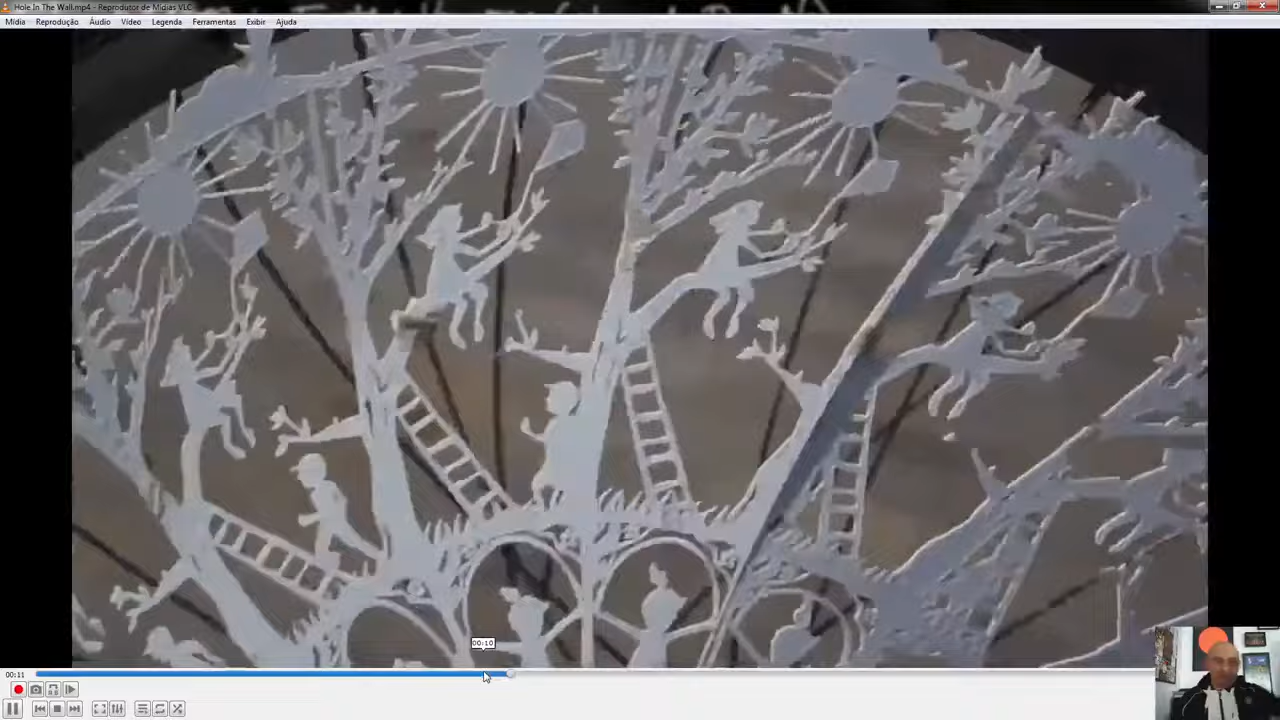 Hole In The Wall.mp4 - Reprodutor de Mídias VLC
Mídia Reprodução Áudio Vídeo Legenda Ferramentas Exibir Ajuda
00:10
00:11